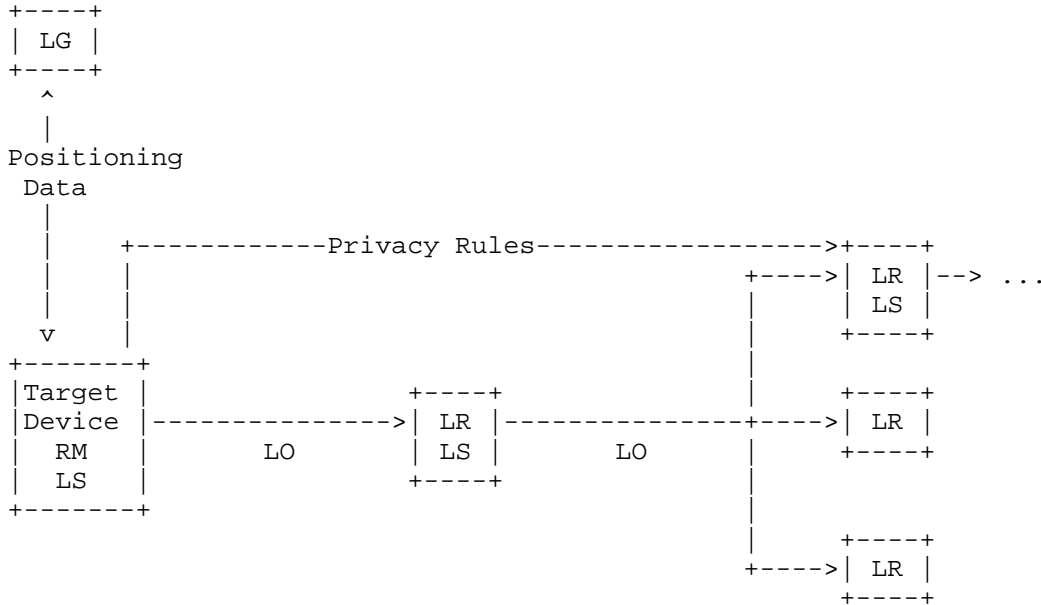 LG
Positioning
Data
Privacy Rules
LR --> ...
LS
Target
Device LR LR
RM LO LS LO
LS
LR